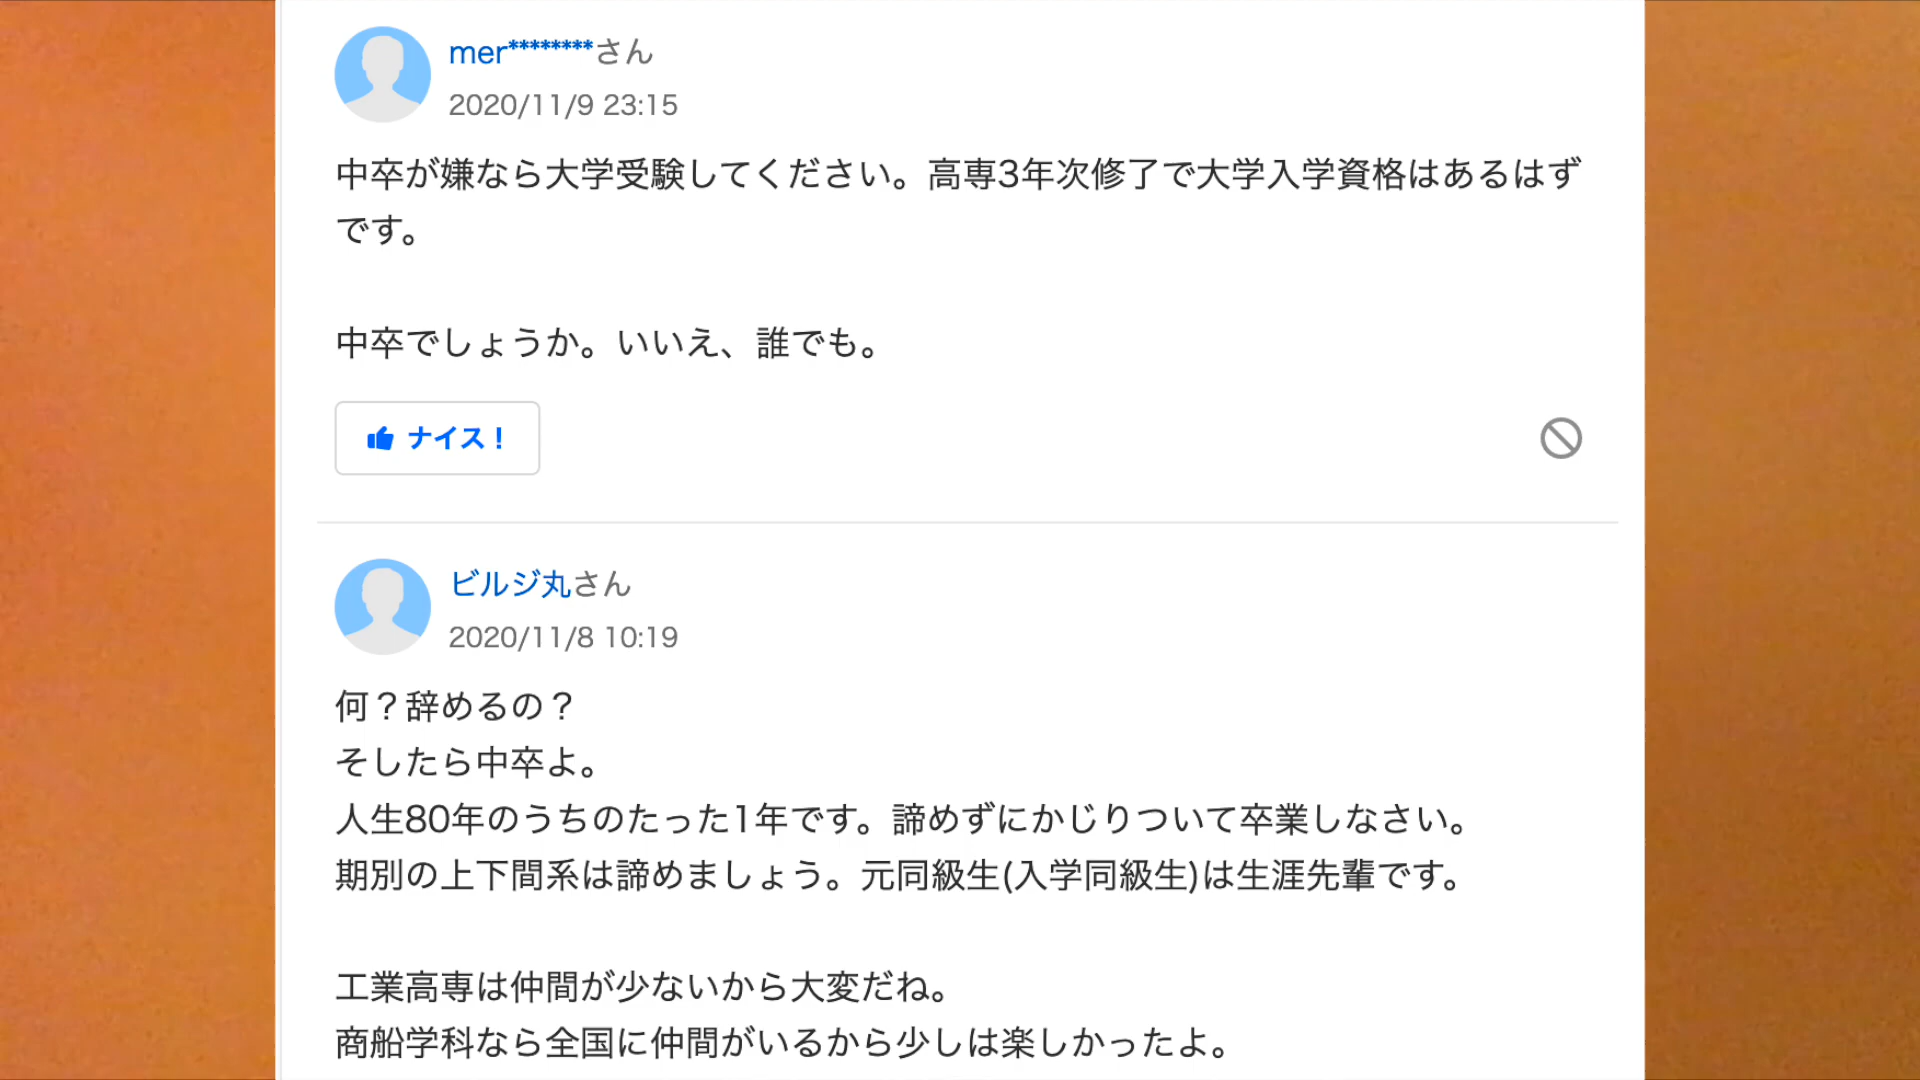 mer********さん
2020/11/9 23:15
中卒が嫌なら大学受験してください。高専3年次修了で大学入学資格はあるはず
です。
中卒でしょうか。いいえ、誰でも。
ナイス！
ビルジ丸さん
2020/11/8 10:19
何？辞めるの？
そしたら中卒よ。
人生80年のうちのたった1年です。諦めずにかじりついて卒業しなさい。
期別の上下間系は諦めましょう。元同級生(入学同級生)は生涯先輩です。
工業高専は仲間が少ないから大変だね。
商船学科なら全国に仲間がいるから少しは楽しかったよ。